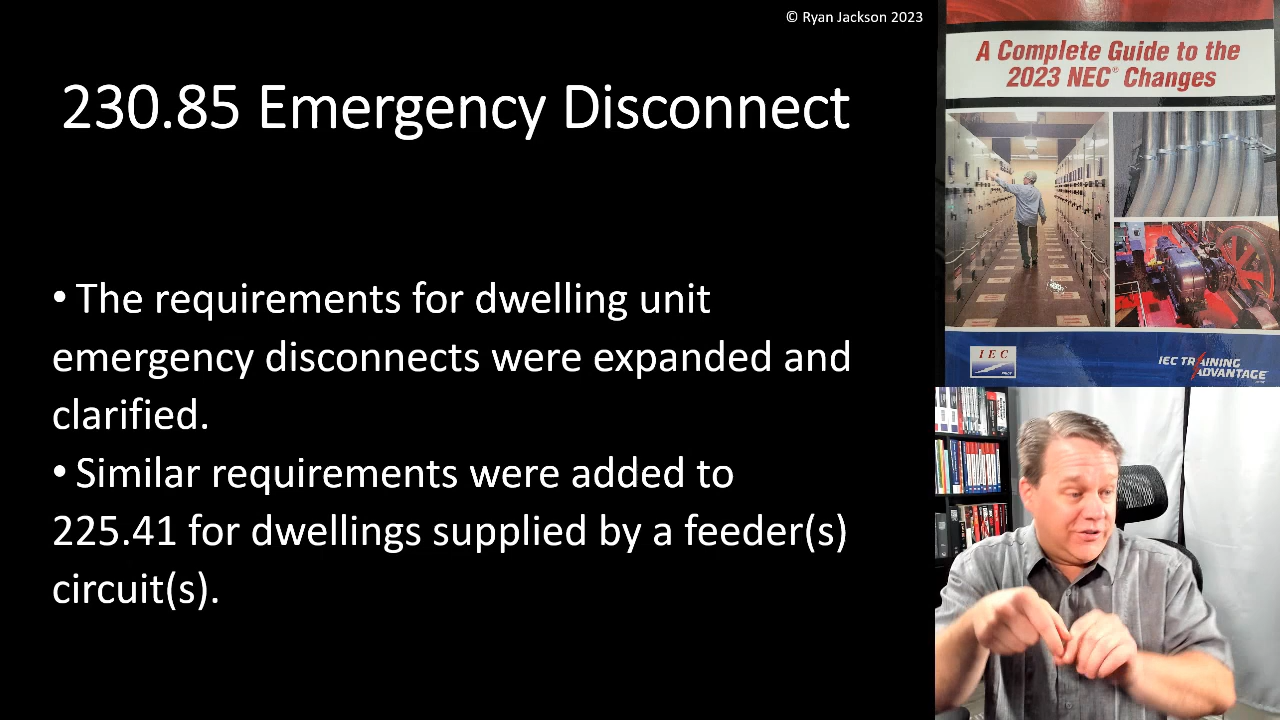 © Ryan Jackson 2023
230.85 Emergency Disconnect
• The requirements for dwelling unit
emergency disconnects were expanded and
clarified.
• Similar requirements were added to
225.41 for dwellings supplied by a feeder(s)
circuit(s).
A Complete Guide to the
2023 NEC® Changes
IEC
IEC TRAINING
ADVANTAGE